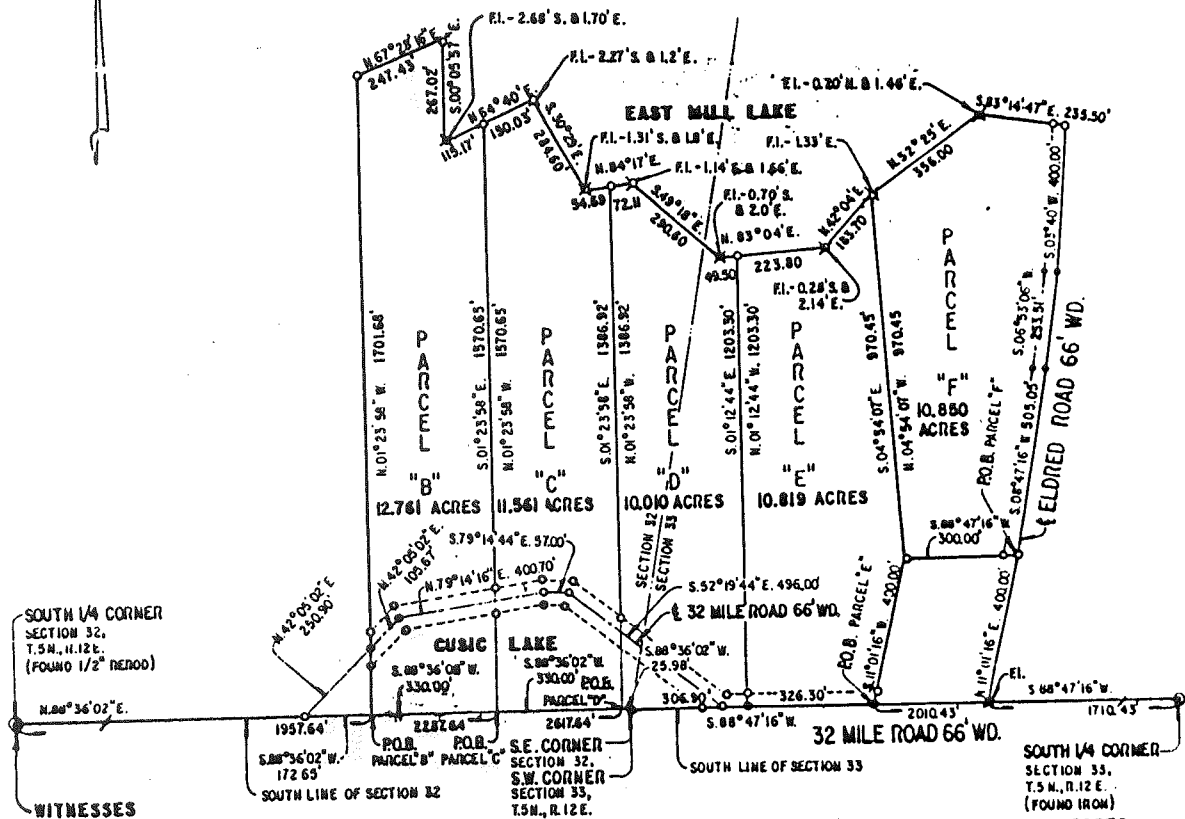 F.I.-2.68' S. & 1.70' E.
N.67°25'16"E.
247.43'
S.00°05'37"E.
267.02'
F.I.-2.27' S. & 1.2' E.
N.64°40'E.
150.03'
115.17'
S.30°29'E.
234.60'
EAST MILL LAKE
F.I.-1.31' S. & 1.8' E.
N.84°17'E.
54.69
72.11
F.I.-1.14' S. & 1.66' E.
S.49°18'E.
290.60
F.I.-0.70' S.
& 2.0' E.
49.50
N.83°04'E.
223.80
F.I.-0.28' S. &
2.14' E.
N.42°04'E.
183.70
F.I.-1.33' E.
N.52°25'E.
356.00
F.I.-0.20' N. & 1.46' E.
S.83°14'47"E. 235.50'
S.03°40'W. 400.00'
S.06°53'06"W.
253.51'
S.08°47'16"W. 505.05'
¢ ELDRED ROAD 66' WD.
N.01°23'58"W. 1701.68'
PARCEL
"B"
12.761 ACRES
S.01°23'58"E. 1570.65'
N.01°23'58"W. 1570.65'
PARCEL
"C"
11.561 ACRES
S.01°23'58"E 1386.92'
N.01°23'58"W. 1386.92'
PARCEL
"D"
10.010 ACRES
SECTION 32
SECTION 33
S.01°12'44"E 1203.30'
N.01°12'44"W. 1203.30'
PARCEL
"E"
10.819 ACRES
S.04°54'07"E. 970.45'
N.04°54'07"W. 970.45
PARCEL
"F"
10.850
ACRES
P.O.B. PARCEL "F"
S.88°47'16"W.
300.00'
P.O.B. PARCEL "E"
S.11°01'16"W. 400.00'
11°11'16"E. 400.00'
F.I.
N.42°05'02"E
250.90'
N.42°05'02"E.
105.67'
N.79°14'16"E. 400.70'
S.79°14'44"E. 57.00'
S.52°19'44"E. 496.00'
¢ 32 MILE ROAD 66' WD.
CUSIC LAKE
SOUTH 1/4 CORNER
SECTION 32,
T.5N., R.12E.
(FOUND 1/2" REROD)
N.88°36'02"E.
1957.64'
S.88°36'02"W.
172.65'
S.88°36'08"W.
330.00'
2287.64'
S.88°36'02"W.
330.00'
2617.64'
P.O.B.
PARCEL "D"
S.88°36'02"W.
25.98'
306.90'
S.88°47'16"W.
326.30'
2010.43'
S.88°47'16"W.
1710.43'
32 MILE ROAD 66' WD.
P.O.B.
PARCEL "B"
P.O.B.
PARCEL "C"
S.E. CORNER
SECTION 32,
S.W. CORNER
SECTION 33,
T.5N., R.12E.
SOUTH LINE OF SECTION 32
SOUTH LINE OF SECTION 33
SOUTH 1/4 CORNER
SECTION 33,
T.5N., R.12E.
(FOUND IRON)
WITNESSES